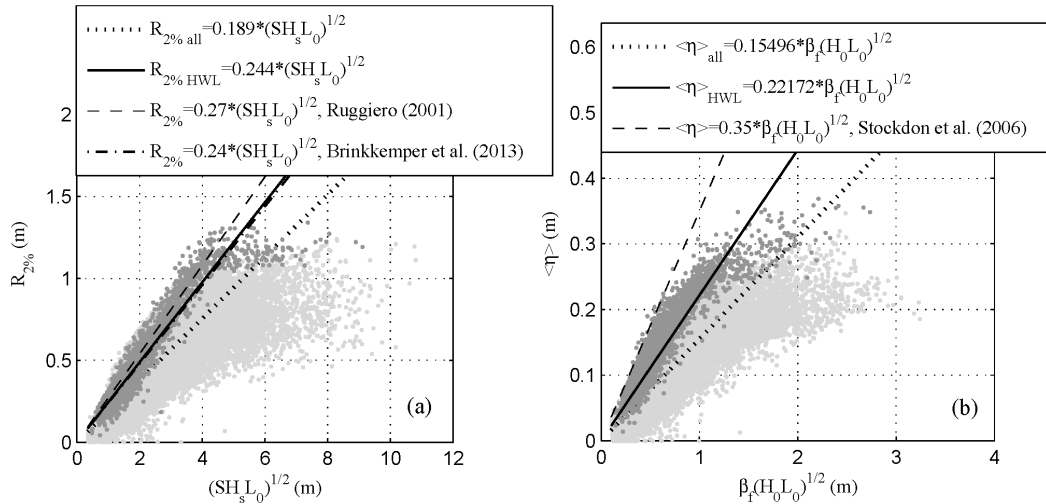 R2% all=0.189*(SHsL0)1/2
R2% HWL=0.244*(SHsL0)1/2
R2%=0.27*(SHsL0)1/2, Ruggiero (2001)
R2%=0.24*(SHsL0)1/2, Brinkkemper et al. (2013)
2
1.5
1
0.5
0
R2% (m)
0 2 4 6 8 10 12
(SHsL0)1/2 (m)
(a)
<η>all=0.15496*βf(H0L0)1/2
<η>HWL=0.22172*βf(H0L0)1/2
<η>=0.35*βf(H0L0)1/2, Stockdon et al. (2006)
0.6
0.5
0.4
0.3
0.2
0.1
0
<η> (m)
0 1 2 3 4
βf(H0L0)1/2 (m)
(b)